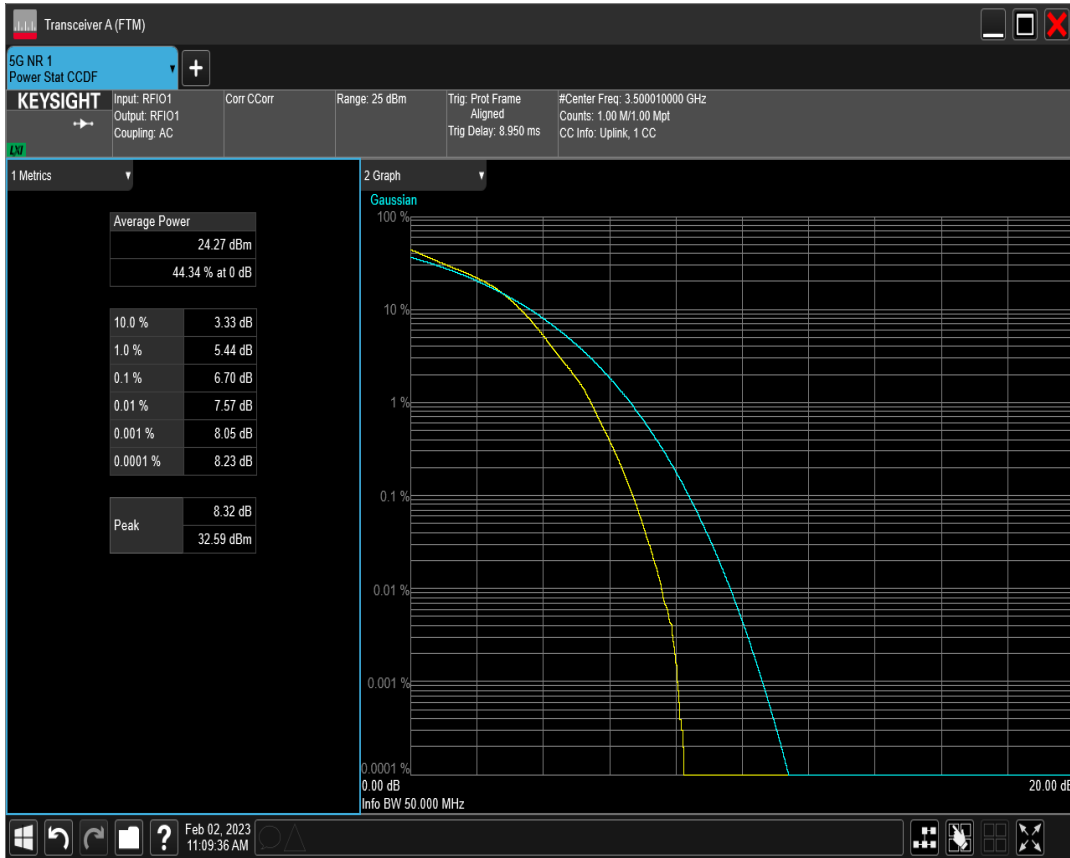 Transceiver A (FTM)
5G NR 1
Power Stat CCDF
+
KEYSIGHT
LXI
Input: RFIO1
Output: RFIO1
Coupling: AC
Corr CCorr
Range: 25 dBm
Trig: Prot Frame
Aligned
Trig Delay: 8.950 ms
#Center Freq: 3.500010000 GHz
Counts: 1.00 M/1.00 Mpt
CC Info: Uplink, 1 CC
1 Metrics
Average Power
24.27 dBm
44.34 % at 0 dB
10.0 % 3.33 dB
1.0 % 5.44 dB
0.1 % 6.70 dB
0.01 % 7.57 dB
0.001 % 8.05 dB
0.0001 % 8.23 dB
Peak 8.32 dB
32.59 dBm
2 Graph
Gaussian
100 %
10 %
1 %
0.1 %
0.01 %
0.001 %
0.0001 %
0.00 dB 20.00 dB
Info BW 50.000 MHz
?
Feb 02, 2023
11:09:36 AM